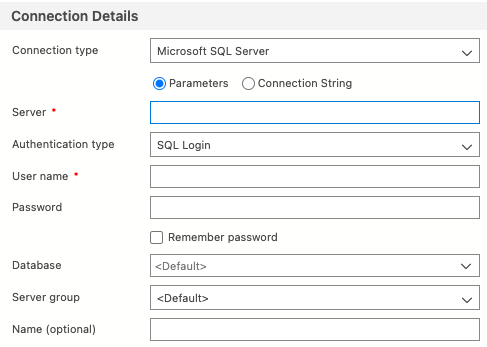 Connection Details
Connection type Microsoft SQL Server
Parameters Connection String
Server *
Authentication type SQL Login
User name *
Password
Remember password
Database <Default>
Server group <Default>
Name (optional)